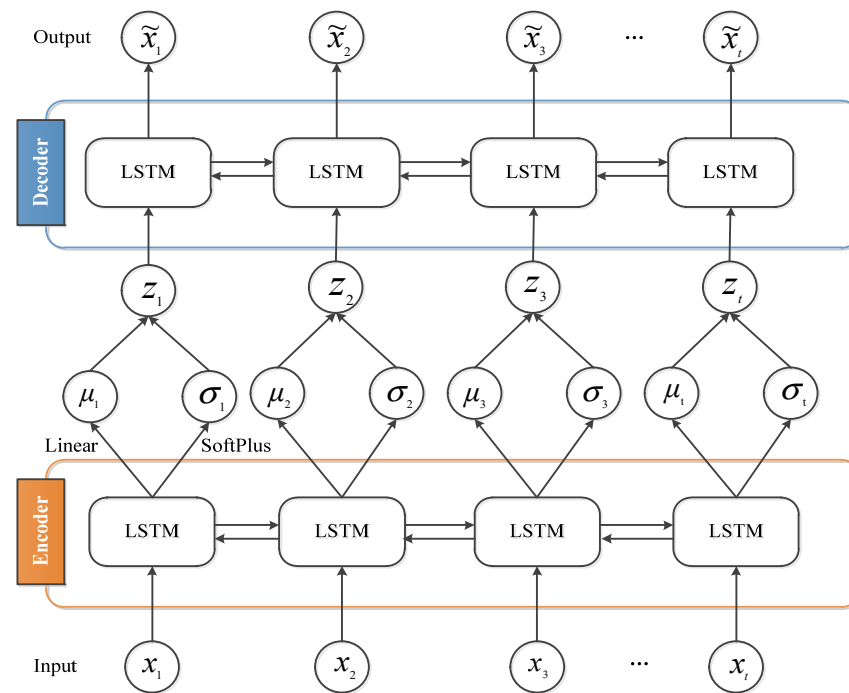 Output x̃₁ x̃₂ x̃₃ ... x̃ₜ
Decoder
LSTM LSTM LSTM LSTM
z₁ z₂ z₃ zₜ
μ₁ σ₁ μ₂ σ₂ μ₃ σ₃ μₜ σₜ
Linear SoftPlus
Encoder
LSTM LSTM LSTM LSTM
Input x₁ x₂ x₃ ... xₜ